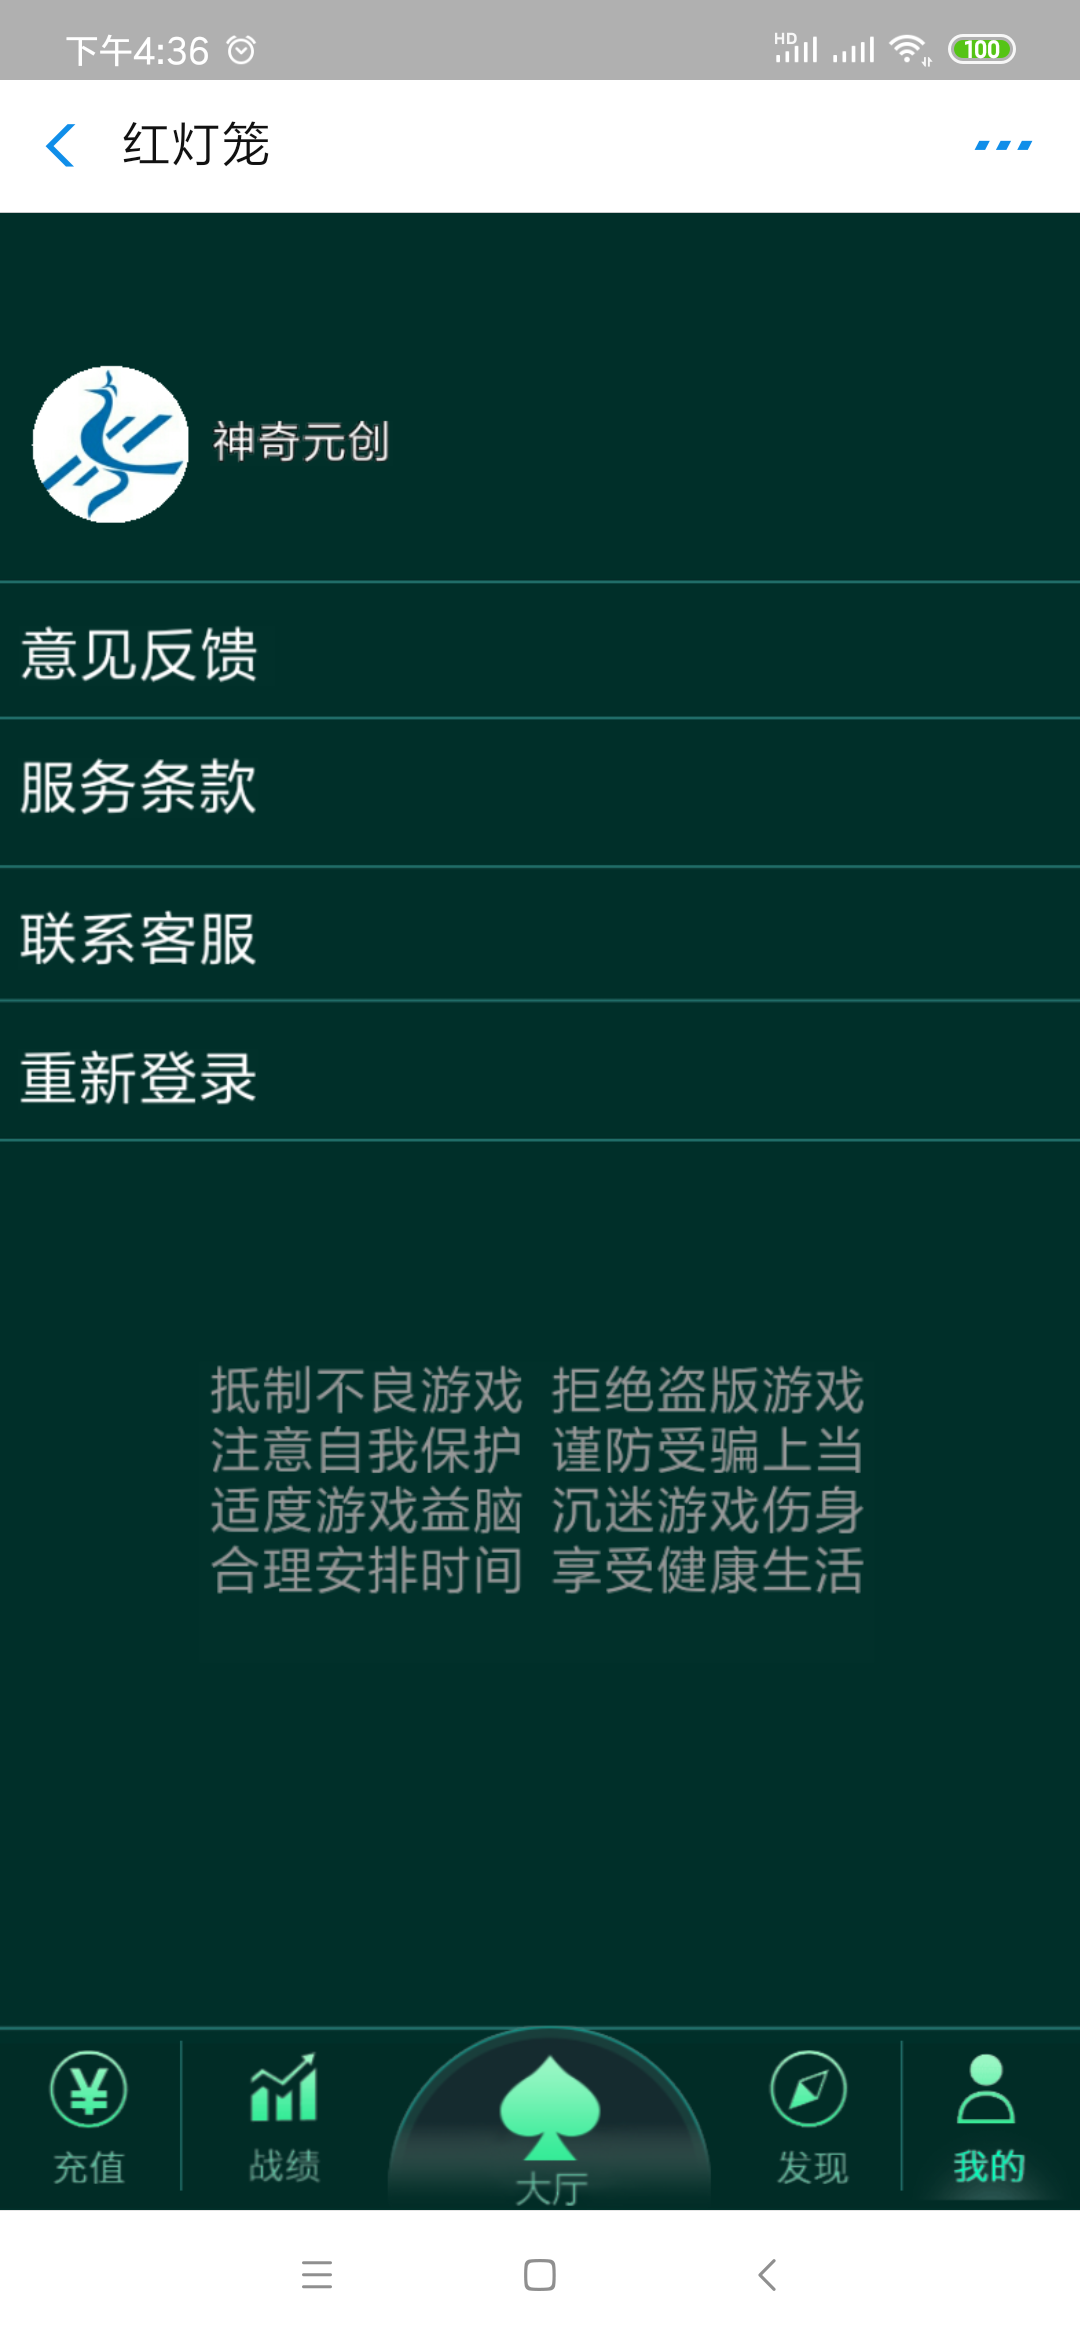 下午4:36
HD
100
红灯笼
神奇元创
意见反馈
服务条款
联系客服
重新登录
抵制不良游戏 拒绝盗版游戏
注意自我保护 谨防受骗上当
适度游戏益脑 沉迷游戏伤身
合理安排时间 享受健康生活
¥
充值
战绩
大厅
发现
我的